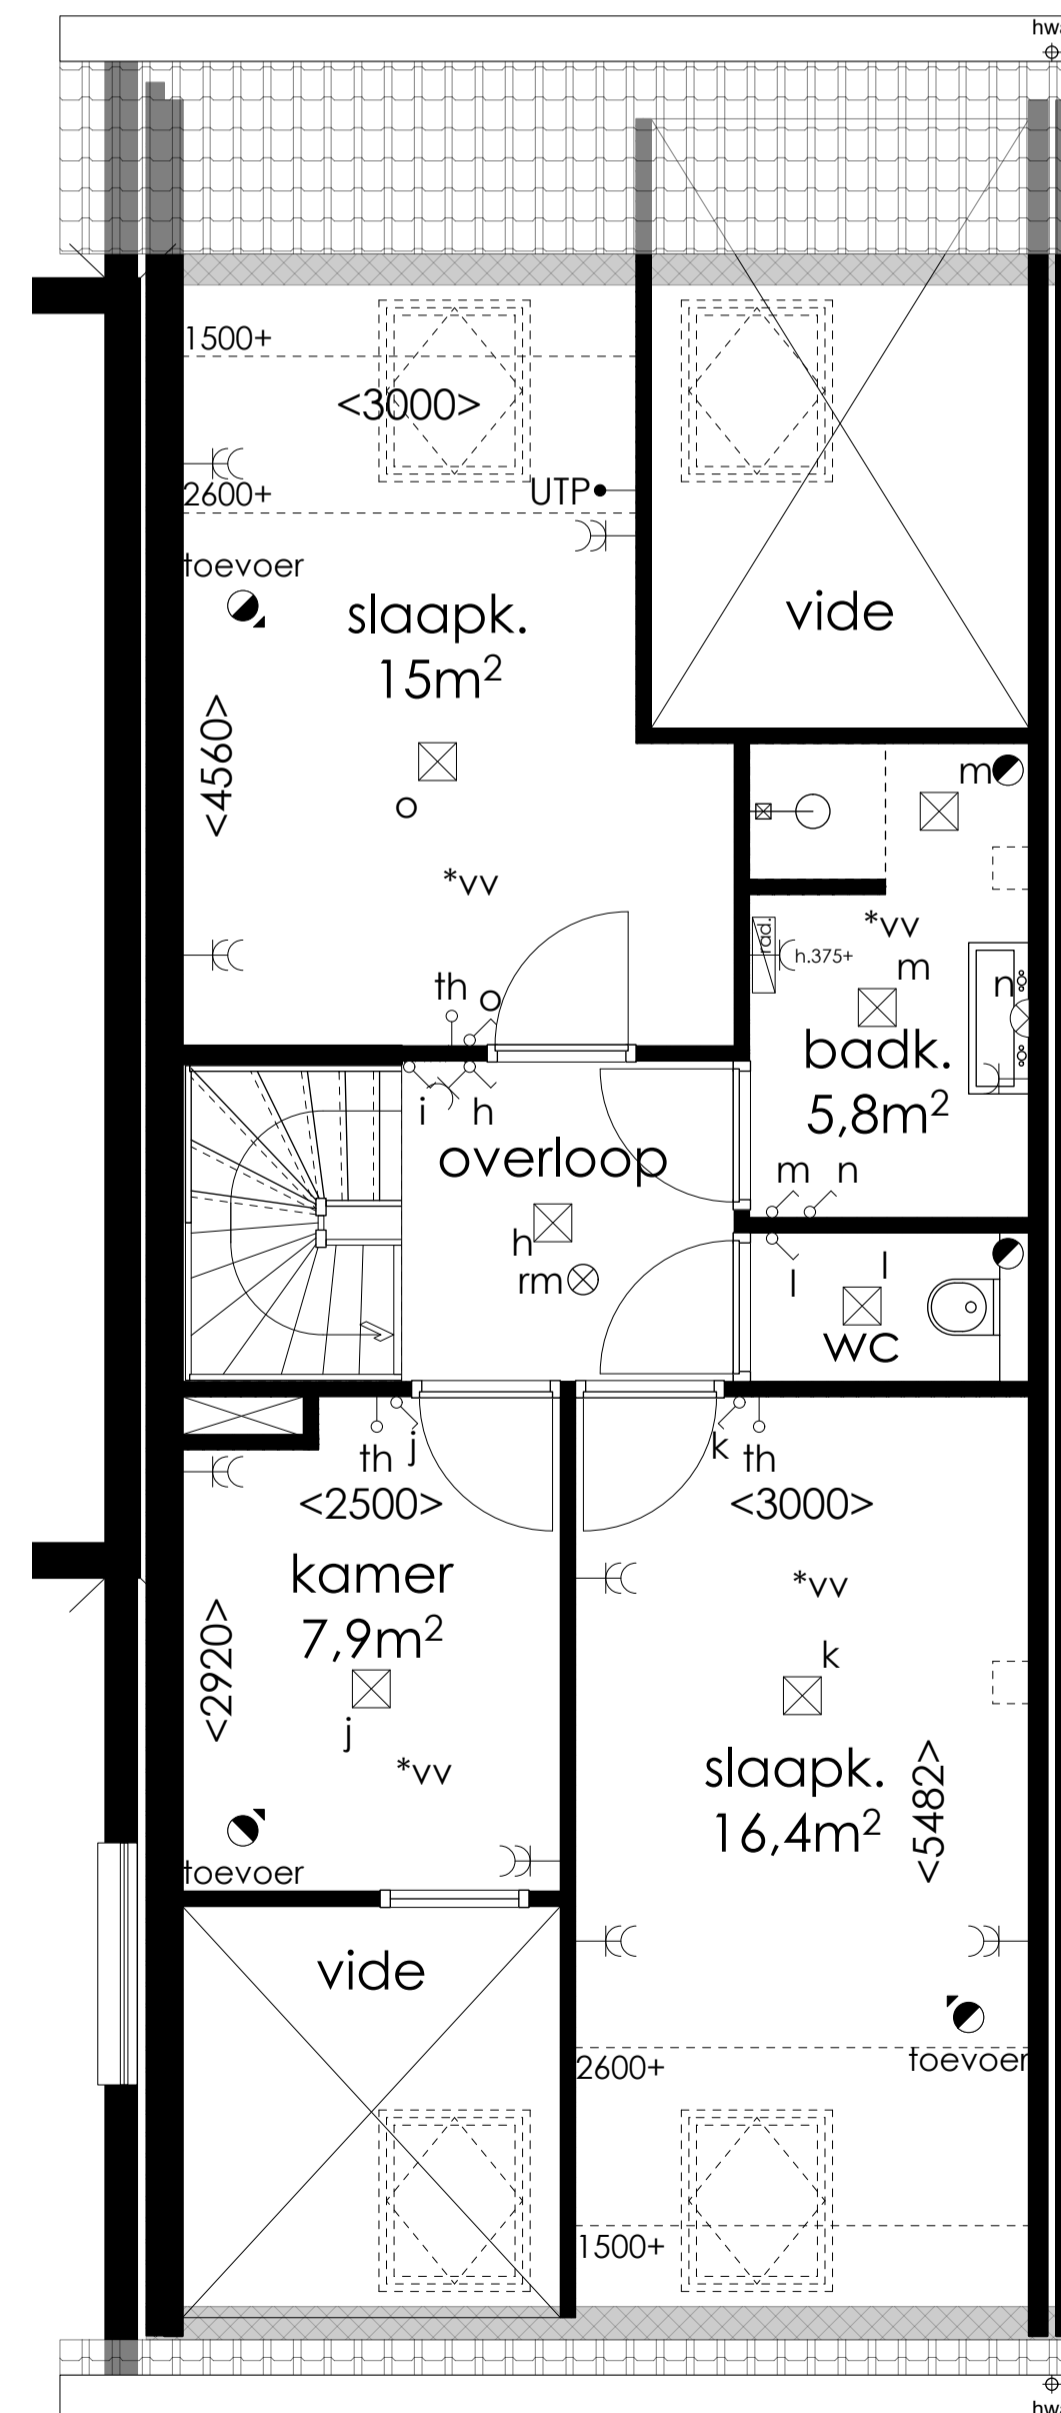 hwa
1500+
<3000>
2600+
UTP
toevoer
slaapk.
15m²
vide
<4560>
m
o
*vv
*vv
rad.
h.375+
m
n
th
o
badk.
5,8m²
i
h
overloop
m
n
h
rm
l
l
wc
th
j
k
th
<2500>
<3000>
kamer
7,9m²
*vv
<2920>
k
j
*vv
slaapk.
16,4m²
<5482>
toevoer
vide
2600+
toevoer
1500+
hwa